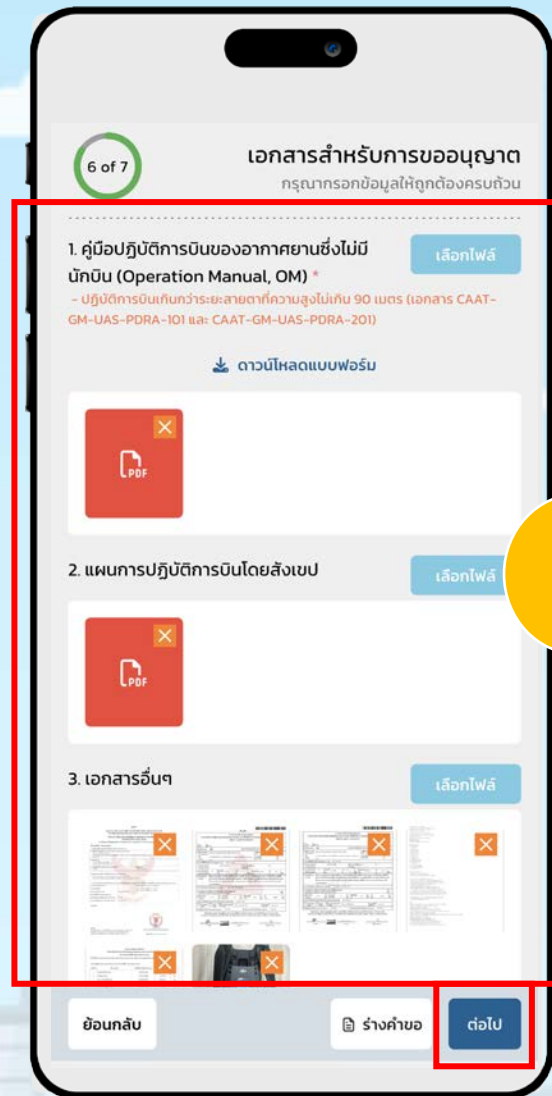 6 of 7
เอกสารสำหรับการขออนุญาต
กรุณากรอกข้อมูลให้ถูกต้องครบถ้วน
1. คู่มือปฏิบัติการบินของอากาศยานซึ่งไม่มี
นักบิน (Operation Manual, OM) *
เลือกไฟล์
- ปฏิบัติการบินเกินกว่าระยะสายตาที่ความสูงไม่เกิน 90 เมตร (เอกสาร CAAT-
GM-UAS-PDRA-101 และ CAAT-GM-UAS-PDRA-201)
ดาวน์โหลดแบบฟอร์ม
PDF
2. แผนการปฏิบัติการบินโดยสังเขป
เลือกไฟล์
PDF
3. เอกสารอื่นๆ
เลือกไฟล์
ย้อนกลับ
ร่างคำขอ
ต่อไป